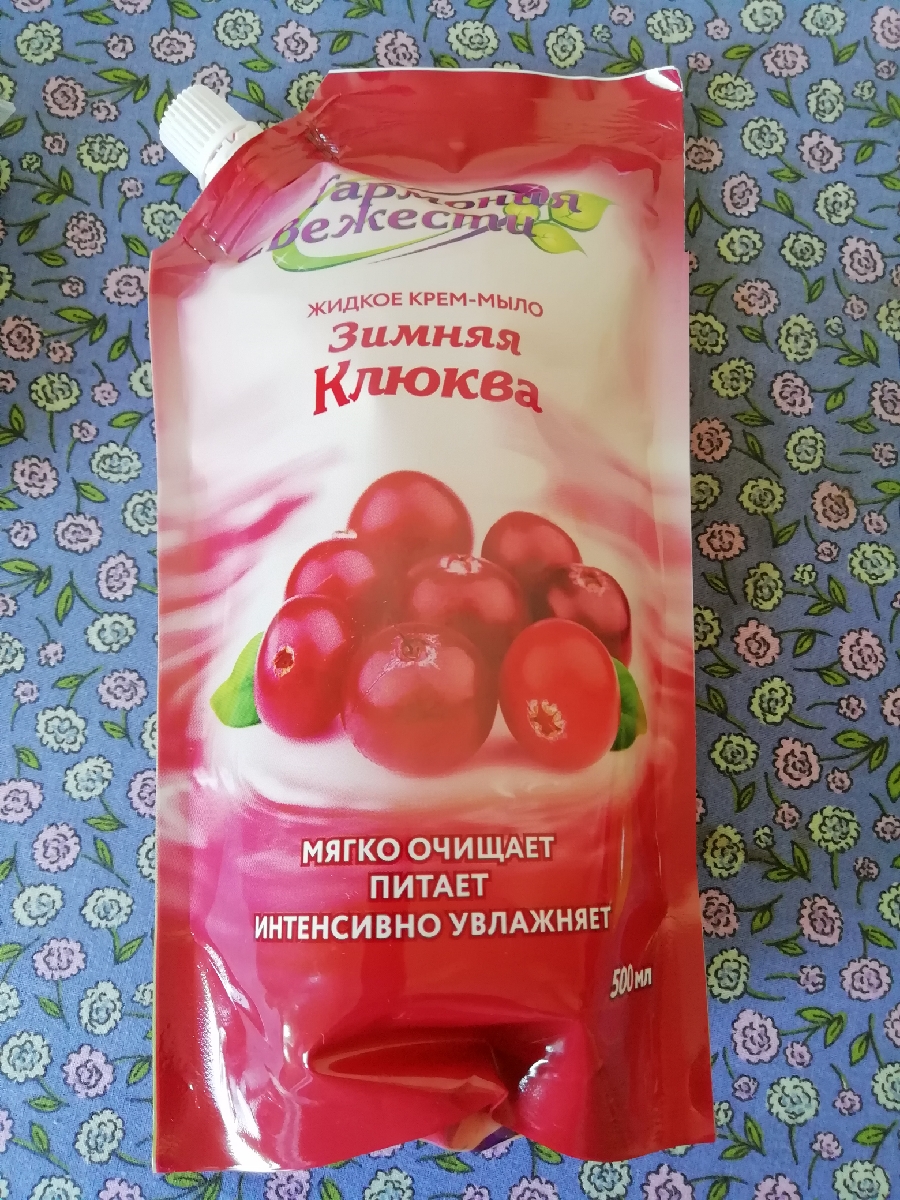 Гармония
свежести
ЖИДКОЕ КРЕМ-МЫЛО
Зимняя
Клюква
МЯГКО ОЧИЩАЕТ
ПИТАЕТ
ИНТЕНСИВНО УВЛАЖНЯЕТ
500 мл